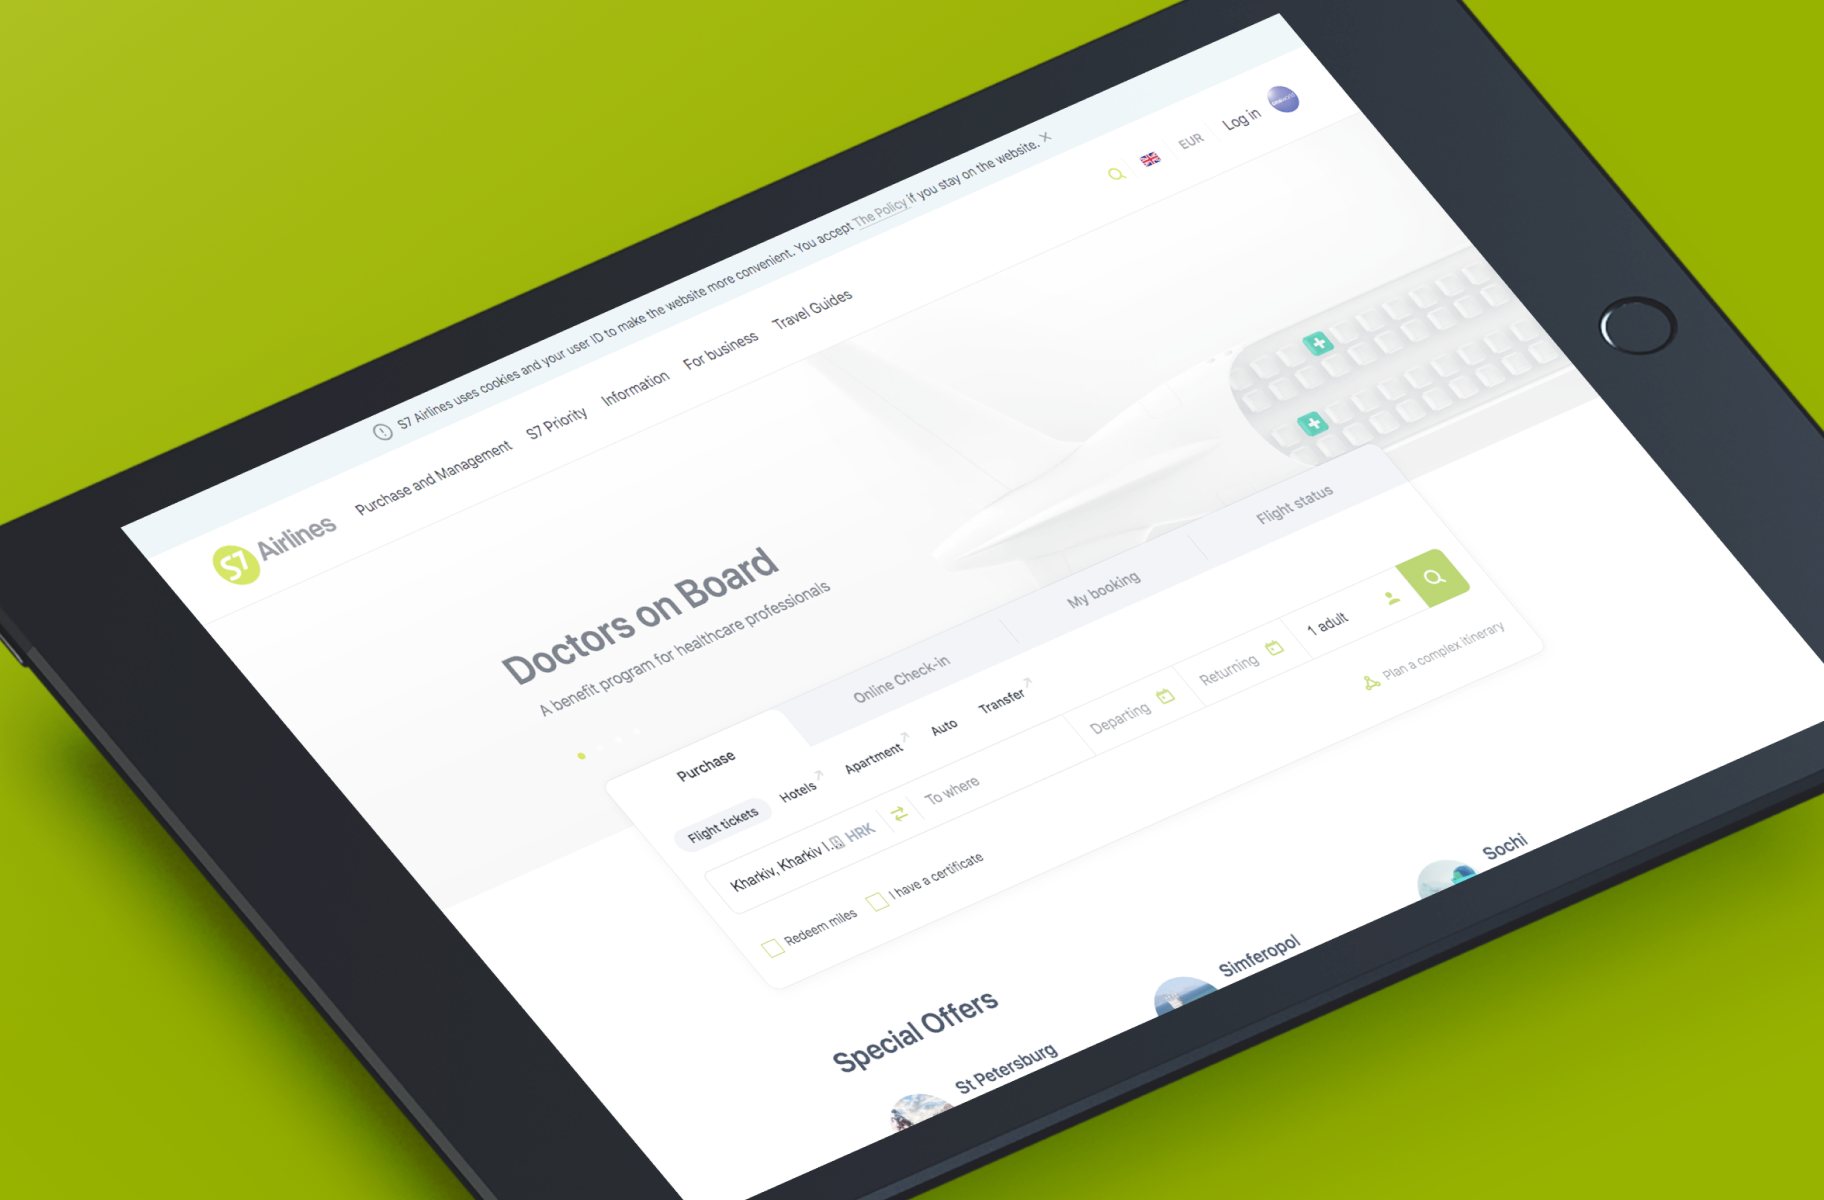 S7 Airlines uses cookies and your user ID to make the website more convenient. You accept The Policy if you stay on the website.
S7 Airlines
Purchase and Management
S7 Priority
Information
For business
Travel Guides
EUR
Log in
Doctors on Board
A benefit program for healthcare professionals
Purchase
Online Check-in
My booking
Flight status
Flight tickets
Hotels
Apartment
Auto
Transfer
Kharkiv, Kharkiv I... HRK
To where
Departing
Returning
1 adult
Redeem miles
I have a certificate
Plan a complex itinerary
Special Offers
St Petersburg
Simferopol
Sochi